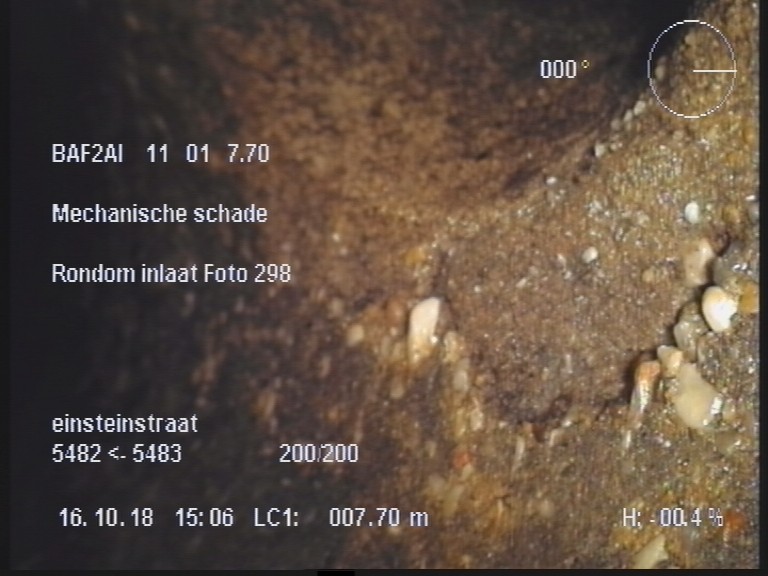 000°
BAF2AI 11 01 7.70
Mechanische schade
Rondom inlaat Foto 298
einsteinstraat
5482 <- 5483 200/200
16.10.18 15:06 LC1: 007.70 m H: -00.4 %